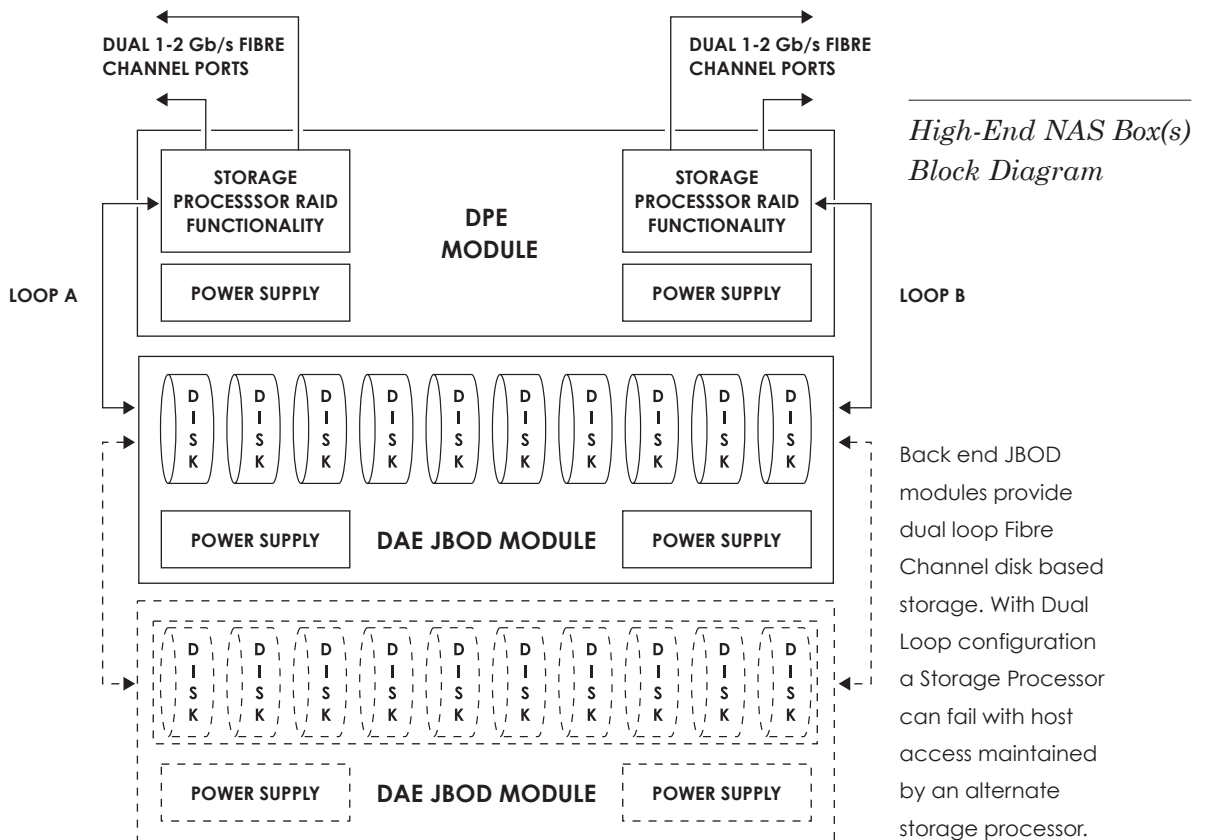 DUAL 1-2 Gb/s FIBRE
CHANNEL PORTS
DUAL 1-2 Gb/s FIBRE
CHANNEL PORTS
High-End NAS Box(s)
Block Diagram
STORAGE
PROCESSSOR RAID
FUNCTIONALITY
DPE
MODULE
STORAGE
PROCESSSOR RAID
FUNCTIONALITY
LOOP A
POWER SUPPLY
POWER SUPPLY
LOOP B
DISK
DISK
DISK
DISK
DISK
DISK
DISK
DISK
DISK
DISK
POWER SUPPLY
DAE JBOD MODULE
POWER SUPPLY
DISK
DISK
DISK
DISK
DISK
DISK
DISK
DISK
DISK
DISK
POWER SUPPLY
DAE JBOD MODULE
POWER SUPPLY
Back end JBOD
modules provide
dual loop Fibre
Channel disk based
storage. With Dual
Loop configuration
a Storage Processor
can fail with host
access maintained
by an alternate
storage processor.